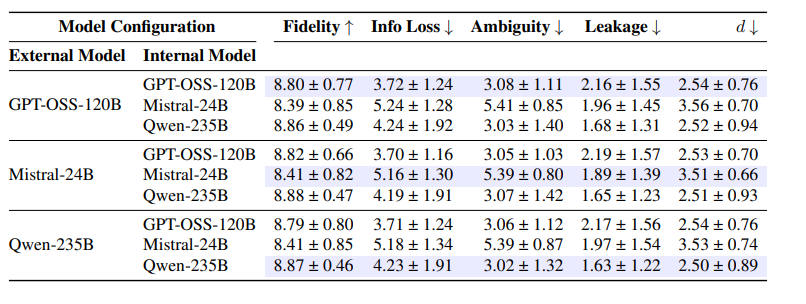 Model Configuration Fidelity ↑ Info Loss ↓ Ambiguity ↓ Leakage ↓ d ↓
External Model Internal Model
GPT-OSS-120B GPT-OSS-120B 8.80 ± 0.77 3.72 ± 1.24 3.08 ± 1.11 2.16 ± 1.55 2.54 ± 0.76
Mistral-24B 8.39 ± 0.85 5.24 ± 1.28 5.41 ± 0.85 1.96 ± 1.45 3.56 ± 0.70
Qwen-235B 8.86 ± 0.49 4.24 ± 1.92 3.03 ± 1.40 1.68 ± 1.31 2.52 ± 0.94
Mistral-24B GPT-OSS-120B 8.82 ± 0.66 3.70 ± 1.16 3.05 ± 1.03 2.19 ± 1.57 2.53 ± 0.70
Mistral-24B 8.41 ± 0.82 5.16 ± 1.30 5.39 ± 0.80 1.89 ± 1.39 3.51 ± 0.66
Qwen-235B 8.88 ± 0.47 4.19 ± 1.91 3.07 ± 1.42 1.65 ± 1.23 2.51 ± 0.93
Qwen-235B GPT-OSS-120B 8.79 ± 0.80 3.71 ± 1.24 3.06 ± 1.12 2.17 ± 1.56 2.54 ± 0.76
Mistral-24B 8.41 ± 0.85 5.18 ± 1.34 5.39 ± 0.87 1.97 ± 1.54 3.53 ± 0.74
Qwen-235B 8.87 ± 0.46 4.23 ± 1.91 3.02 ± 1.32 1.63 ± 1.22 2.50 ± 0.89